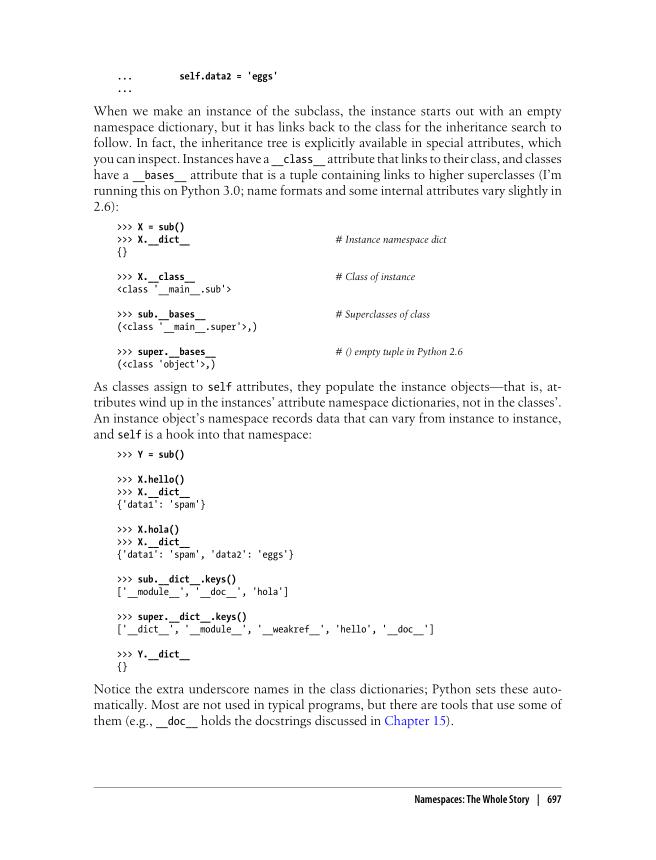 ...        self.data2 = 'eggs'
...
When we make an instance of the subclass, the instance starts out with an empty
namespace dictionary, but it has links back to the class for the inheritance search to
follow. In fact, the inheritance tree is explicitly available in special attributes, which
you can inspect. Instances have a __class__ attribute that links to their class, and classes
have a __bases__ attribute that is a tuple containing links to higher superclasses (I'm
running this on Python 3.0; name formats and some internal attributes vary slightly in
2.6):
>>> X = sub()
>>> X.__dict__                          # Instance namespace dict
{}
>>> X.__class__                         # Class of instance
<class '__main__.sub'>
>>> sub.__bases__                       # Superclasses of class
(<class '__main__.super'>,)
>>> super.__bases__                     # () empty tuple in Python 2.6
(<class 'object'>,)
As classes assign to self attributes, they populate the instance objects—that is, at-
tributes wind up in the instances' attribute namespace dictionaries, not in the classes'.
An instance object's namespace records data that can vary from instance to instance,
and self is a hook into that namespace:
>>> Y = sub()
>>> X.hello()
>>> X.__dict__
{'data1': 'spam'}
>>> X.hola()
>>> X.__dict__
{'data1': 'spam', 'data2': 'eggs'}
>>> sub.__dict__.keys()
['__module__', '__doc__', 'hola']
>>> super.__dict__.keys()
['__dict__', '__module__', '__weakref__', 'hello', '__doc__']
>>> Y.__dict__
{}
Notice the extra underscore names in the class dictionaries; Python sets these auto-
matically. Most are not used in typical programs, but there are tools that use some of
them (e.g., __doc__ holds the docstrings discussed in Chapter 15).
Namespaces: The Whole Story | 697